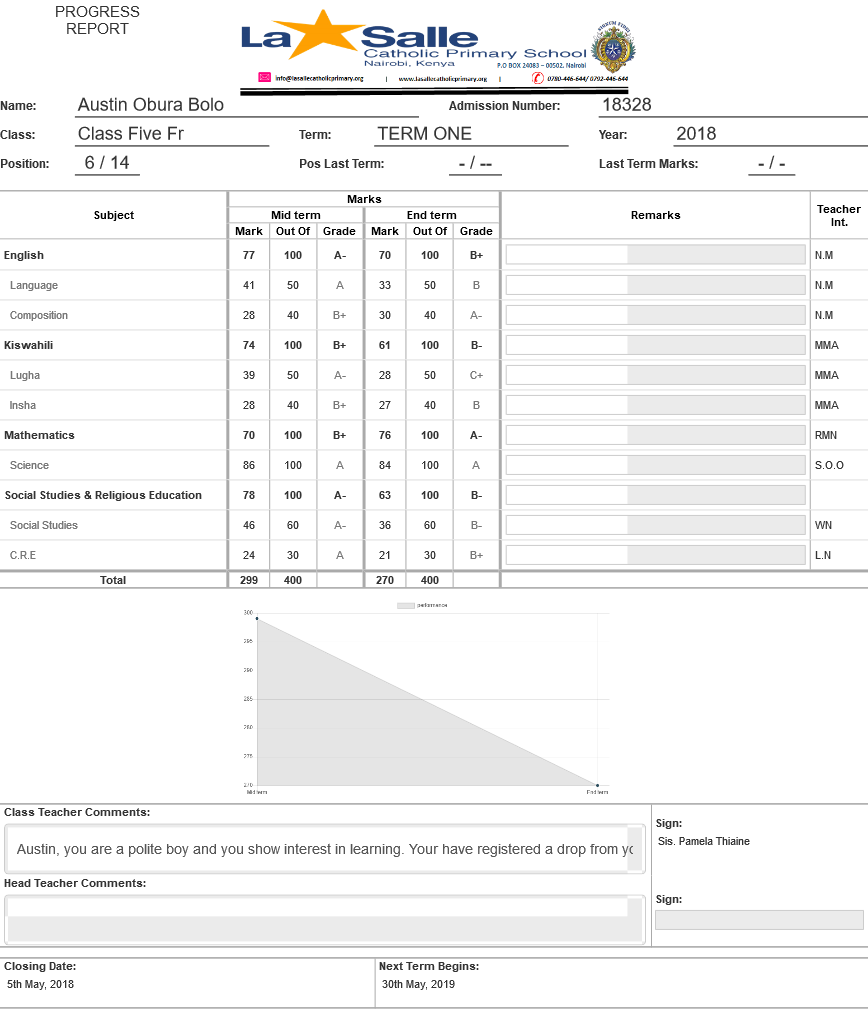 PROGRESS
REPORT
La Salle
Catholic Primary School
Nairobi, Kenya
P.O BOX 24083 – 00502, Nairobi
info@lasallecatholicprimary.org | www.lasallecatholicprimary.org | 0780-446-644/ 0792-446-644
Name: Austin Obura Bolo Admission Number: 18328
Class: Class Five Fr Term: TERM ONE Year: 2018
Position: 6 / 14 Pos Last Term: - / -- Last Term Marks: - / -
Marks
Subject Mid term End term Remarks Teacher Int.
Mark Out Of Grade Mark Out Of Grade
English 77 100 A- 70 100 B+ N.M
Language 41 50 A 33 50 B N.M
Composition 28 40 B+ 30 40 A- N.M
Kiswahili 74 100 B+ 61 100 B- MMA
Lugha 39 50 A- 28 50 C+ MMA
Insha 28 40 B+ 27 40 B MMA
Mathematics 70 100 B+ 76 100 A- RMN
Science 86 100 A 84 100 A S.O.O
Social Studies & Religious Education 78 100 A- 63 100 B-
Social Studies 46 60 A- 36 60 B- WN
C.R.E 24 30 A 21 30 B+ L.N
Total 299 400 270 400
performance
300
295
290
285
280
275
270
Mid term End term
Class Teacher Comments:
Sign:
Austin, you are a polite boy and you show interest in learning. Your have registered a drop from yo
Sis. Pamela Thiaine
Head Teacher Comments:
Sign:
Closing Date: Next Term Begins:
5th May, 2018 30th May, 2019